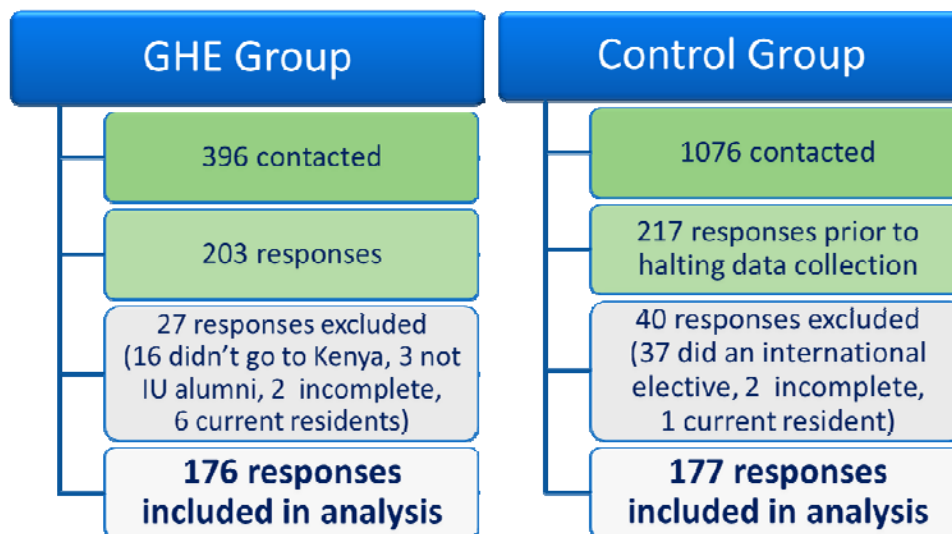 GHE Group
396 contacted
203 responses
27 responses excluded
(16 didn't go to Kenya, 3 not
IU alumni, 2 incomplete,
6 current residents)
176 responses
included in analysis
Control Group
1076 contacted
217 responses prior to
halting data collection
40 responses excluded
(37 did an international
elective, 2 incomplete,
1 current resident)
177 responses
included in analysis